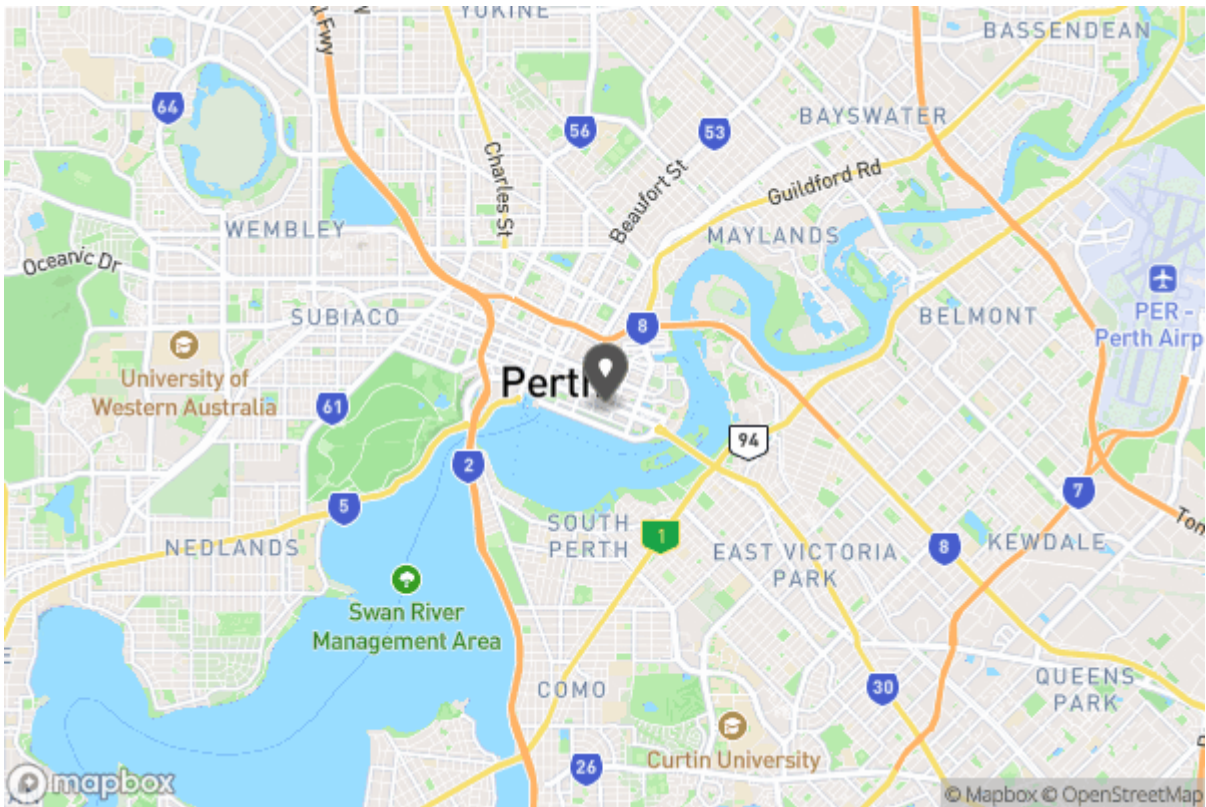 YOKINE
BASSENDEAN
Fwy
64
56
53
BAYSWATER
Charles St
Beaufort St
Guildford Rd
WEMBLEY
MAYLANDS
Oceanic Dr
SUBIACO
8
BELMONT
PER -
Perth Airp
University of
Western Australia
Perth
61
94
2
5
7
Tom
NEDLANDS
SOUTH
PERTH
1
EAST VICTORIA
PARK
8
KEWDALE
Swan River
Management Area
COMO
30
QUEENS
PARK
Curtin University
26
mapbox
© Mapbox © OpenStreetMap